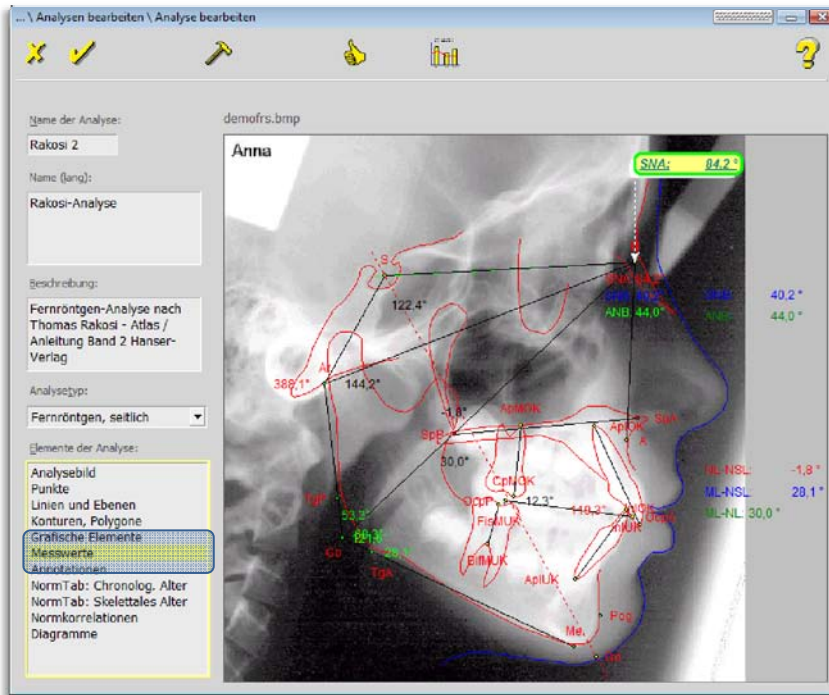 ... \ Analysen bearbeiten \ Analyse bearbeiten
Name der Analyse:
Rakosi 2
Name (lang):
Rakosi-Analyse
Beschreibung:
Fernröntgen-Analyse nach
Thomas Rakosi - Atlas /
Anleitung Band 2 Hanser-
Verlag
Analysetyp:
Fernröntgen, seitlich
Elemente der Analyse:
Analysebild
Punkte
Linien und Ebenen
Konturen, Polygone
Grafische Elemente
Messwerte
Annotationen
NormTab: Chronolog. Alter
NormTab: Skelettales Alter
Normkorrelationen
Diagramme
demofrs.bmp
Anna
SNA: 84.2 °
S
122,4°
ANB: 44,0°
40,2 °
ANB: 44,0 °
Ar
388,1°
144,2°
-1,8°
ApMOK
SpA
SpB
ApIOK
A
30,0°
CpMOK
NL-NSL: -1,8 °
OcpP
12,3°
ML-NSL: 28,1 °
TgP
53,3°
FisMUK
ML-NL: 30,0 °
Gb
BifMUK
TgA
ApIUK
Pog
Me